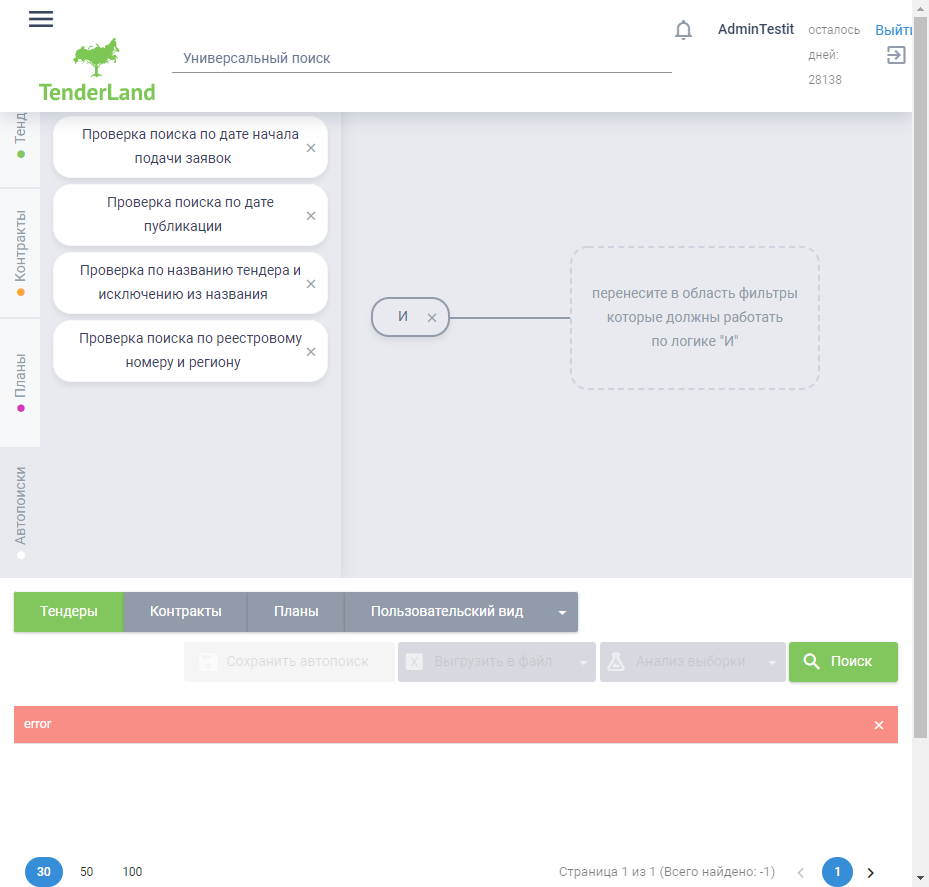 AdminTestit
осталось
дней:
28138
Универсальный поиск
TenderLand
Проверка поиска по дате начала
подачи заявок
Проверка поиска по дате
публикации
Проверка по названию тендера и
исключению из названия
Проверка поиска по реестровому
номеру и региону
Контракты
Планы
Автопоиски
И
перенесите в область фильтры
которые должны работать
по логике "И"
Тендеры
Контракты
Планы
Пользовательский вид
Сохранить автопоиск
Выгрузить в файл
Анализ выборки
Поиск
error
30
50
100
Страница 1 из 1 (Всего найдено: -1)
1